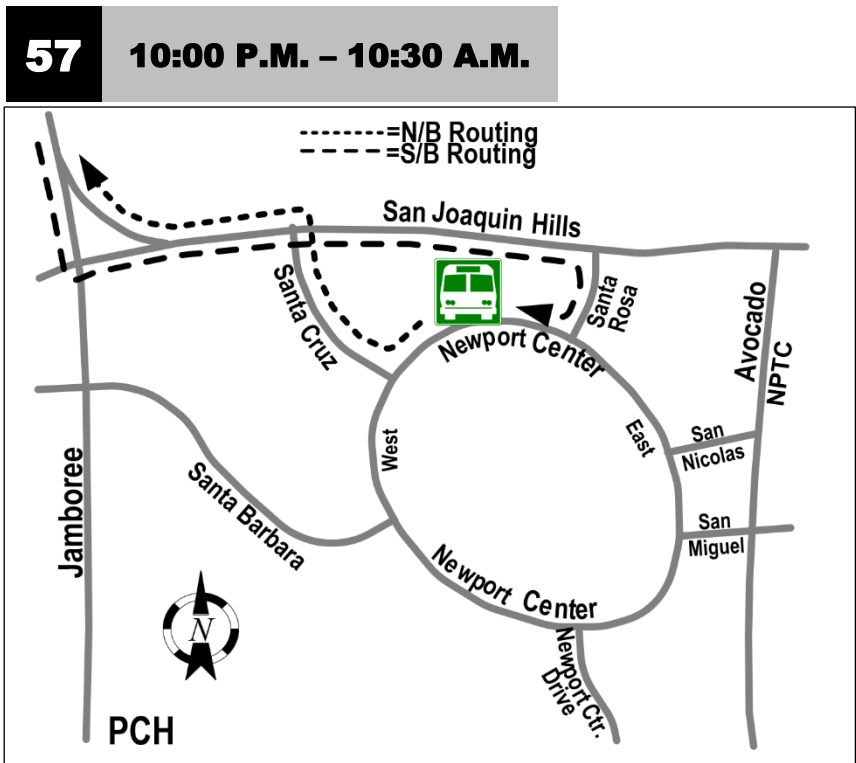 57
10:00 P.M. – 10:30 A.M.
=N/B Routing
=S/B Routing
San Joaquin Hills
Santa Cruz
Santa
Rosa
Newport Center
Avocado
NPTC
West
East
San
Nicolas
Jamboree
Santa Barbara
San
Miguel
Newport Center
Newport Ctr.
Drive
N
PCH